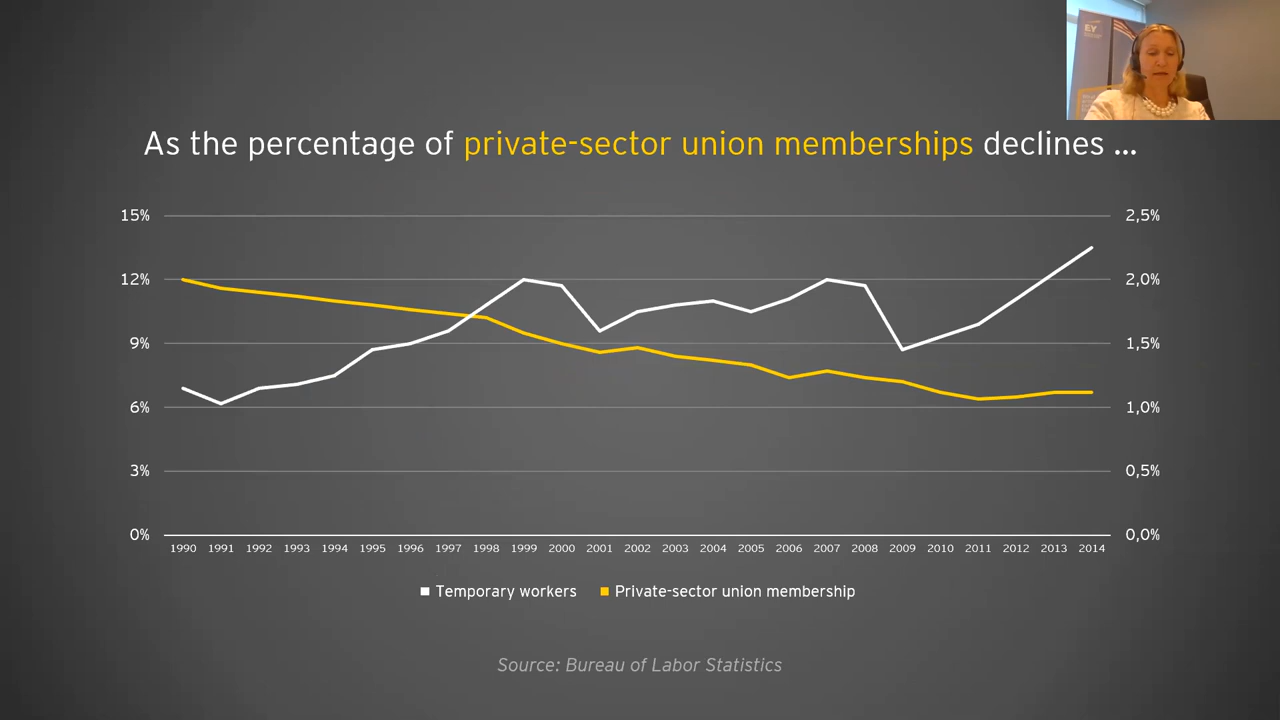 EY
As the percentage of private-sector union memberships declines ...
15%
12%
9%
6%
3%
0%
2,5%
2,0%
1,5%
1,0%
0,5%
0,0%
1990 1991 1992 1993 1994 1995 1996 1997 1998 1999 2000 2001 2002 2003 2004 2005 2006 2007 2008 2009 2010 2011 2012 2013 2014
Temporary workers Private-sector union membership
Source: Bureau of Labor Statistics